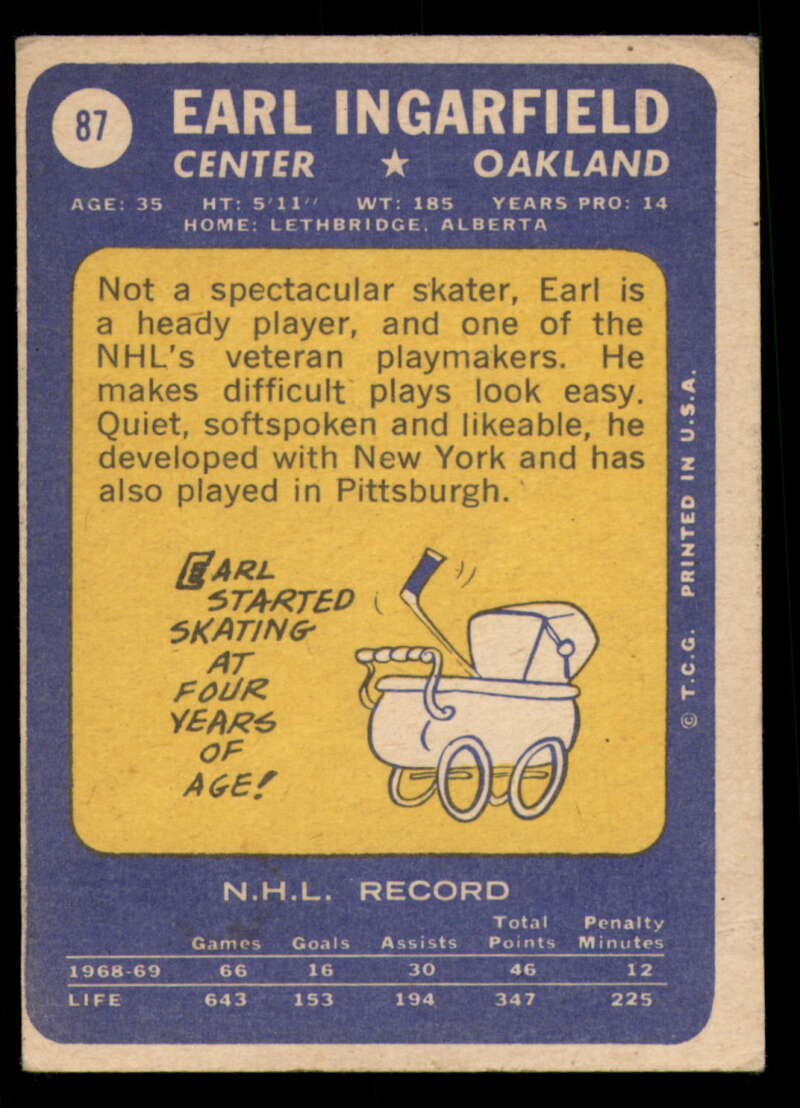 87
EARL INGARFIELD
CENTER ★ OAKLAND
AGE: 35 HT: 5'11" WT: 185 YEARS PRO: 14
HOME: LETHBRIDGE, ALBERTA
Not a spectacular skater, Earl is
a heady player, and one of the
NHL's veteran playmakers. He
makes difficult plays look easy.
Quiet, softspoken and likeable, he
developed with New York and has
also played in Pittsburgh.
EARL
STARTED
SKATING
AT
FOUR
YEARS
OF
AGE!
© T.C.G. PRINTED IN U.S.A.
N.H.L. RECORD
Games Goals Assists Total Points Penalty Minutes
1968-69 66 16 30 46 12
LIFE 643 153 194 347 225